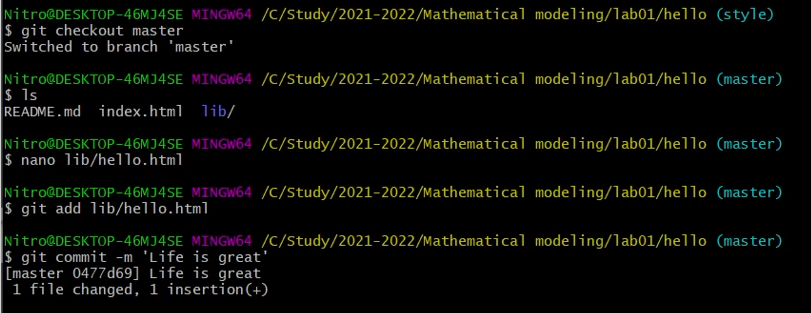 Nitro@DESKTOP-46MJ4SE MINGW64 /C/Study/2021-2022/Mathematical modeling/lab01/hello (style)
$ git checkout master
Switched to branch 'master'
Nitro@DESKTOP-46MJ4SE MINGW64 /C/Study/2021-2022/Mathematical modeling/lab01/hello (master)
$ ls
README.md  index.html  lib/
Nitro@DESKTOP-46MJ4SE MINGW64 /C/Study/2021-2022/Mathematical modeling/lab01/hello (master)
$ nano lib/hello.html
Nitro@DESKTOP-46MJ4SE MINGW64 /C/Study/2021-2022/Mathematical modeling/lab01/hello (master)
$ git add lib/hello.html
Nitro@DESKTOP-46MJ4SE MINGW64 /C/Study/2021-2022/Mathematical modeling/lab01/hello (master)
$ git commit -m 'Life is great'
[master 0477d69] Life is great
 1 file changed, 1 insertion(+)